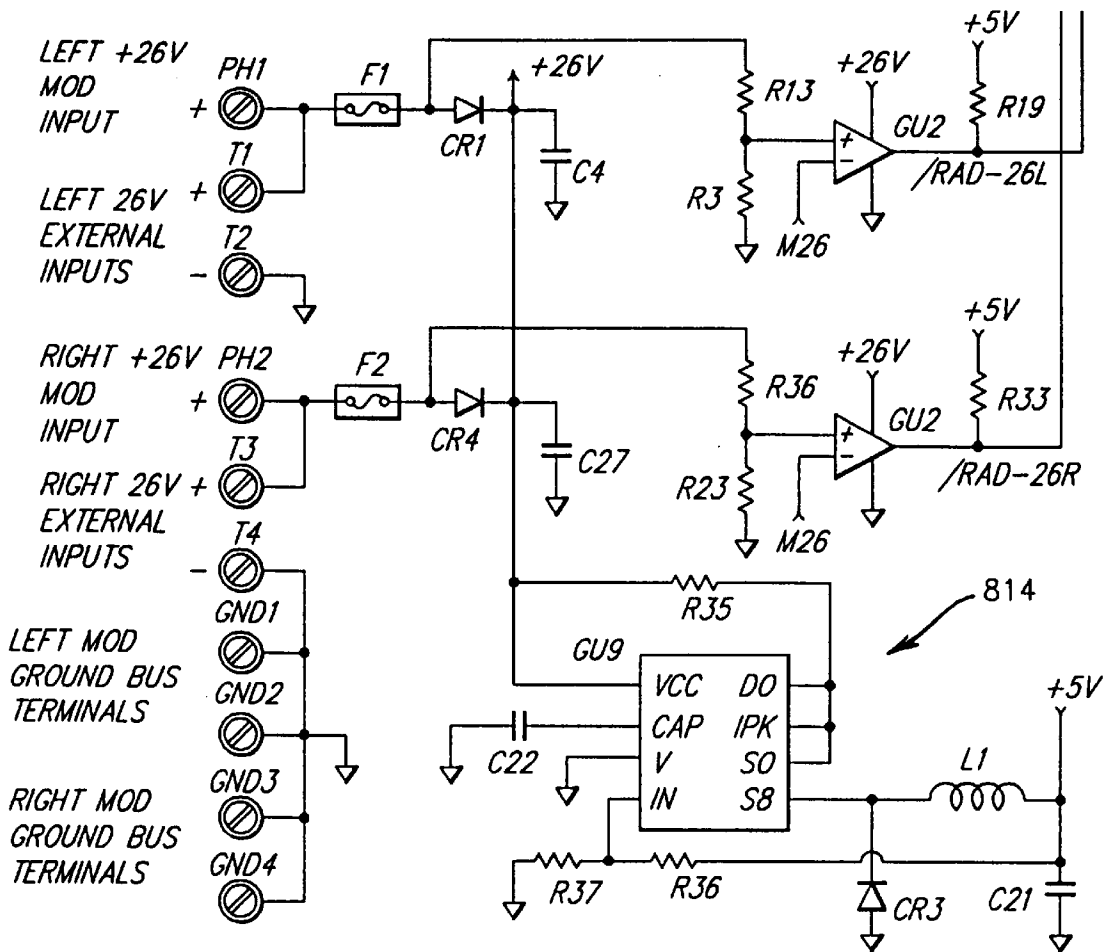 LEFT +26V
MOD
INPUT
PH1
+
F1
CR1
+26V
C4
T1
+
LEFT 26V
EXTERNAL
INPUTS
T2
-
R13
R3
+26V
+
-
M26
GU2
+5V
R19
/RAD-26L
RIGHT +26V
MOD
INPUT
PH2
+
F2
CR4
C27
T3
+
RIGHT 26V
EXTERNAL
INPUTS
T4
-
R36
R23
+26V
+
-
M26
GU2
+5V
R33
/RAD-26R
GND1
LEFT MOD
GROUND BUS
TERMINALS
GND2
GND3
RIGHT MOD
GROUND BUS
TERMINALS
GND4
R35
814
GU9
VCC DO
CAP IPK
V SO
IN S8
C22
L1
+5V
R37
R36
CR3
C21